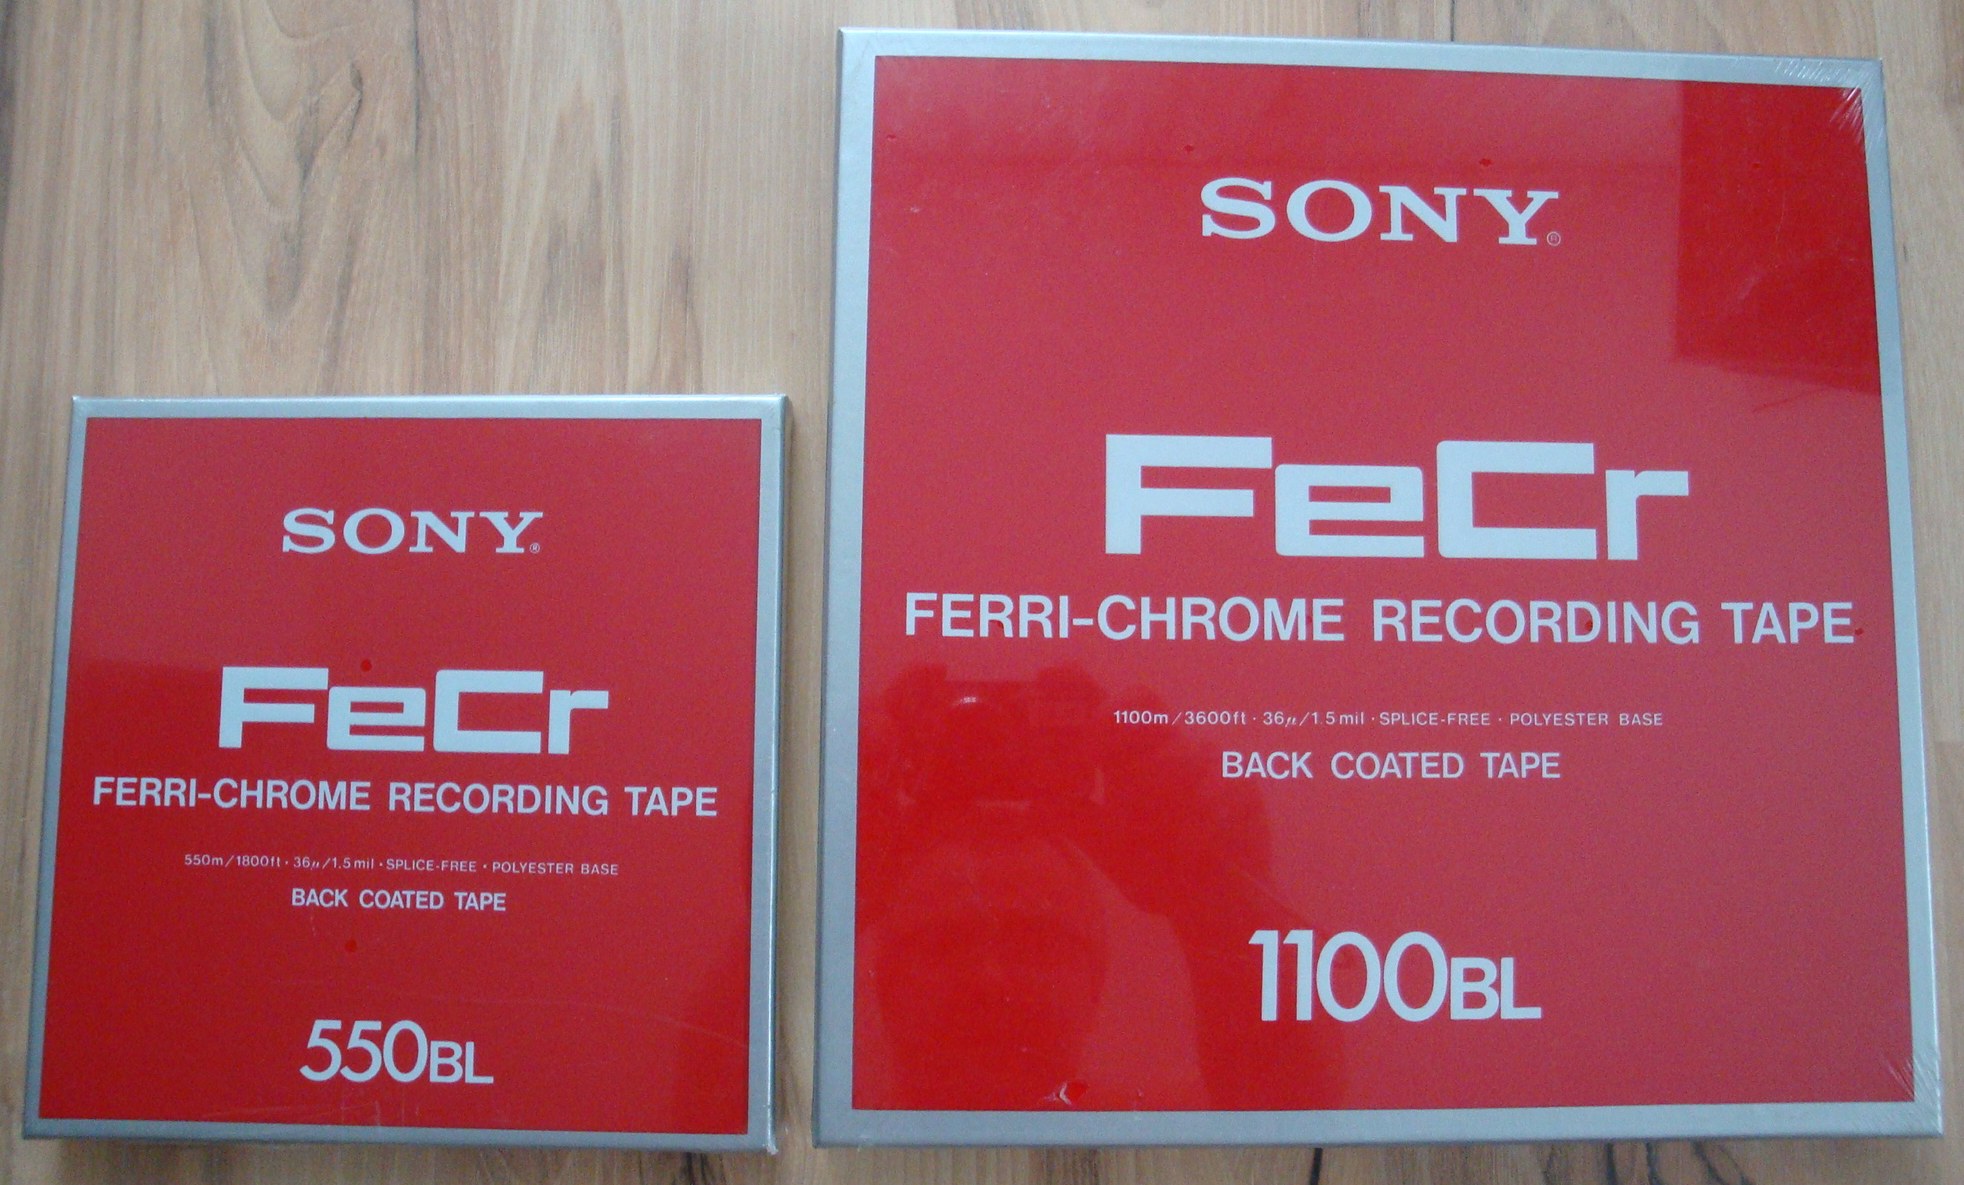 SONY®
FeCr
FERRI-CHROME RECORDING TAPE
550m/1800ft · 36μ/1.5mil · SPLICE-FREE · POLYESTER BASE
BACK COATED TAPE
550BL
SONY®
FeCr
FERRI-CHROME RECORDING TAPE
1100m/3600ft · 36μ/1.5mil · SPLICE-FREE · POLYESTER BASE
BACK COATED TAPE
1100BL